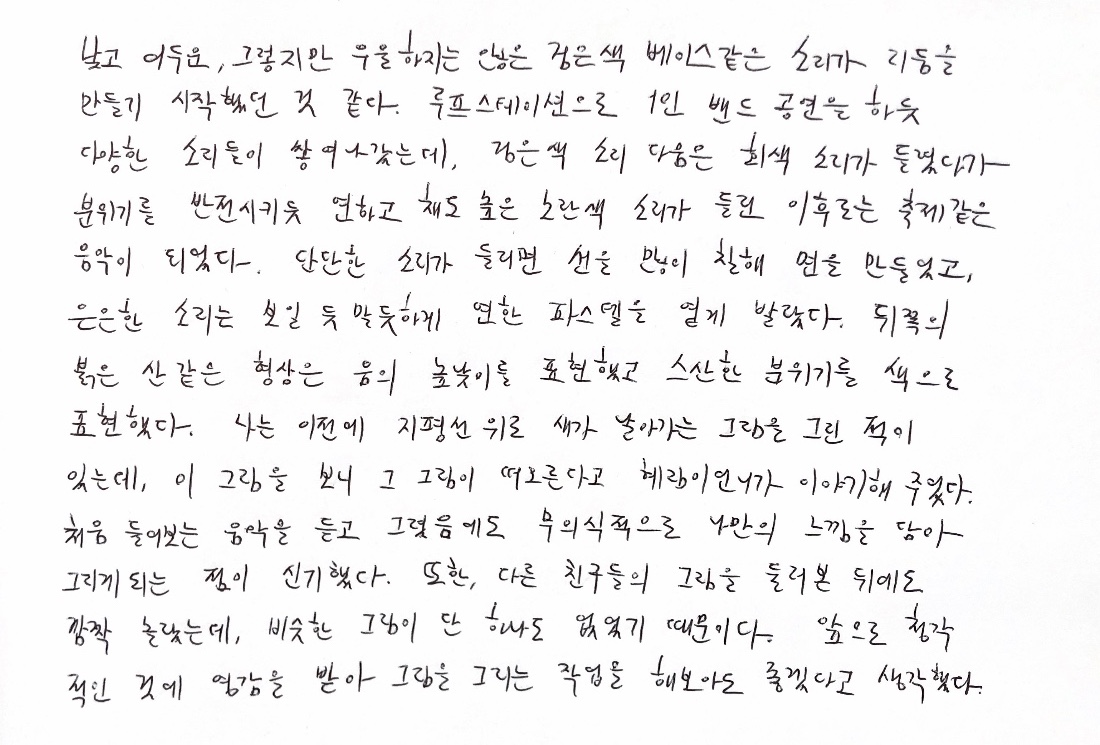 낮고 어두운, 그렇지만 우울하지는 않은 검은색 베이스같은 소리가 리듬을
만들기 시작했던 것 같다. 루프스테이션으로 1인 밴드 공연을 하듯
다양한 소리들이 쌓여나갔는데, 검은색 소리 다음은 회색 소리가 들렸다가
분위기를 반전시키듯 연하고 채도 높은 노란색 소리가 들린 이후로는 축제같은
음악이 되었다. 단단한 소리가 들리면 선을 많이 칠해 면을 만들었고,
은은한 소리는 보일 듯 말듯하게 연한 파스텔을 옅게 발랐다. 뒤쪽의
붉은 산 같은 형상은 음의 높낮이를 표현했고 스산한 분위기를 색으로
표현했다. 나는 이전에 지평선 위로 새가 날아가는 그림을 그린 적이
있는데, 이 그림을 보니 그 그림이 떠오른다고 혜람이언니가 이야기해 주었다.
처음 들어보는 음악을 듣고 그렸음에도 무의식적으로 나만의 느낌을 담아
그리게 되는 점이 신기했다. 또한, 다른 친구들의 그림을 둘러본 뒤에도
깜짝 놀랐는데, 비슷한 그림이 단 하나도 없었기 때문이다. 앞으로 청각
적인 것에 영감을 받아 그림을 그리는 작업을 해보아도 좋겠다고 생각했다.